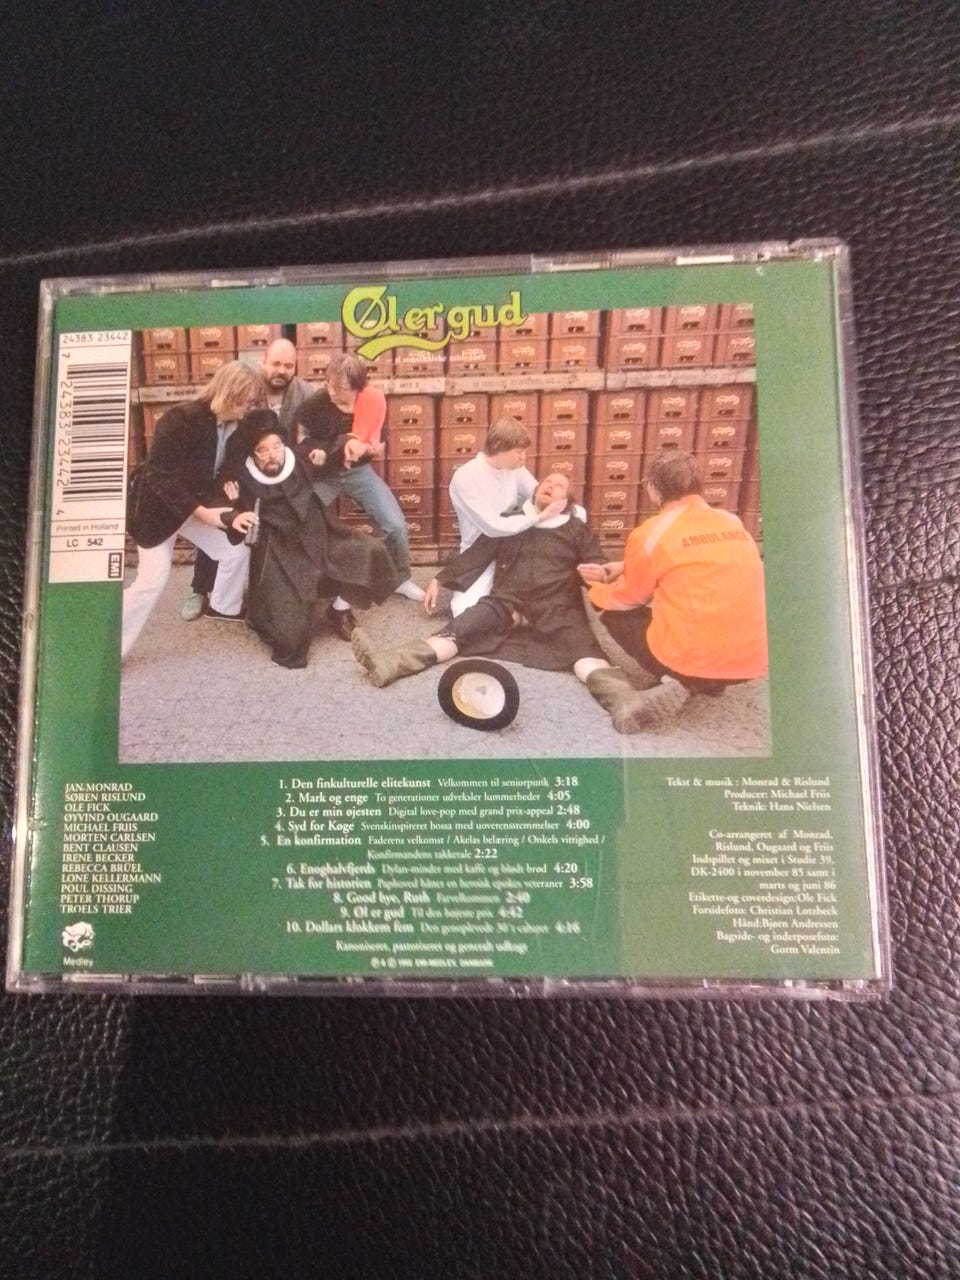 Øl er gud
ti musikalske tableauer
24383 23442
7 24383 23442 4
Printed in Holland
LC 542
EMI
AMBULANCE
JAN MONRAD
SØREN RISLUND
OLE FICK
ØYVIND OUGAARD
MICHAEL FRIIS
MORTEN CARLSEN
BENT CLAUSEN
IRENE BECKER
REBECCA BRÜEL
LONE KELLERMANN
POUL DISSING
PETER THORUP
TROELS TRIER
Medley
1. Den finkulturelle elitekunst Velkommen til seniorpunk 3:18
2. Mark og enge To generationer udveksler lummerheder 4:05
3. Du er min øjesten Digital love-pop med grand prix-appeal 2:48
4. Syd for Køge Svenskinspireret bossa med uoverensstemmelser 4:00
5. En konfirmation Faderens velkomst / Akelas belæring / Onkels vittighed /
Konfirmandens takketale 2:22
6. Enoghalvfjerds Dylan-minder med kaffe og blødt brød 4:20
7. Tak for historien Pophoved håner en heroisk epokes veteraner 3:58
8. Good bye, Ruth Farvelkommen 2:40
9. Øl er gud Til den højeste pris 4:42
10. Dollars klokkem fem Den genoplevede 30'r cabaret 4:16
Kanoniseret, pastoriseret og generalt udkogt
Tekst & musik : Monrad & Rislund
Producer: Michael Friis
Teknik: Hans Nielsen
Co-arrangeret af Monrad,
Rislund, Ougaard og Friis
Indspillet og mixet i Studie 39,
DK-2400 i november 85 samt i
marts og juni 86
Etikette-og coverdesign:Ole Fick
Forsidefoto: Christian Lotzbeck
Hånd:Bjørn Andressen
Bagside- og inderposefoto:
Gorm Valentin